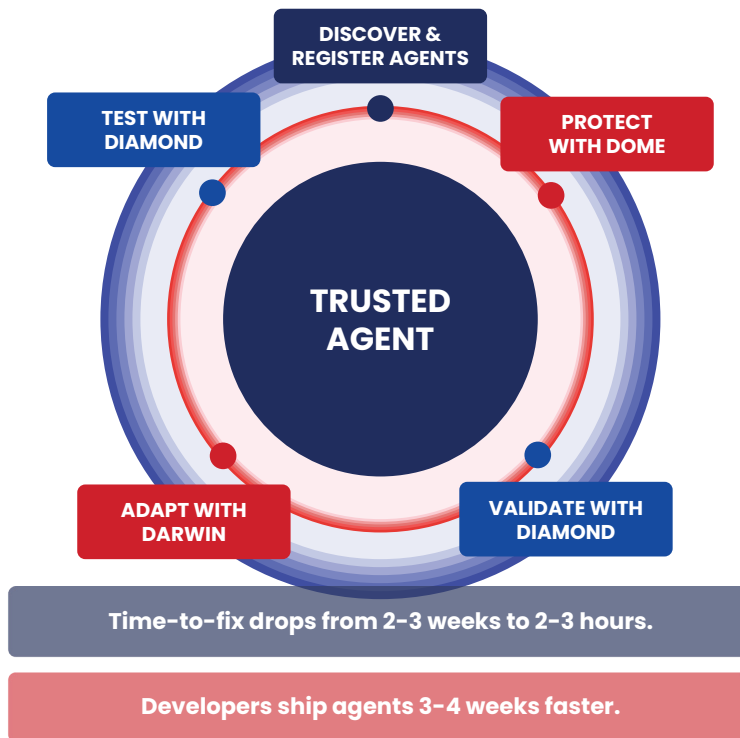 DISCOVER &
REGISTER AGENTS
TEST WITH
DIAMOND
PROTECT
WITH DOME
TRUSTED
AGENT
ADAPT WITH
DARWIN
VALIDATE WITH
DIAMOND
Time-to-fix drops from 2-3 weeks to 2-3 hours.
Developers ship agents 3-4 weeks faster.